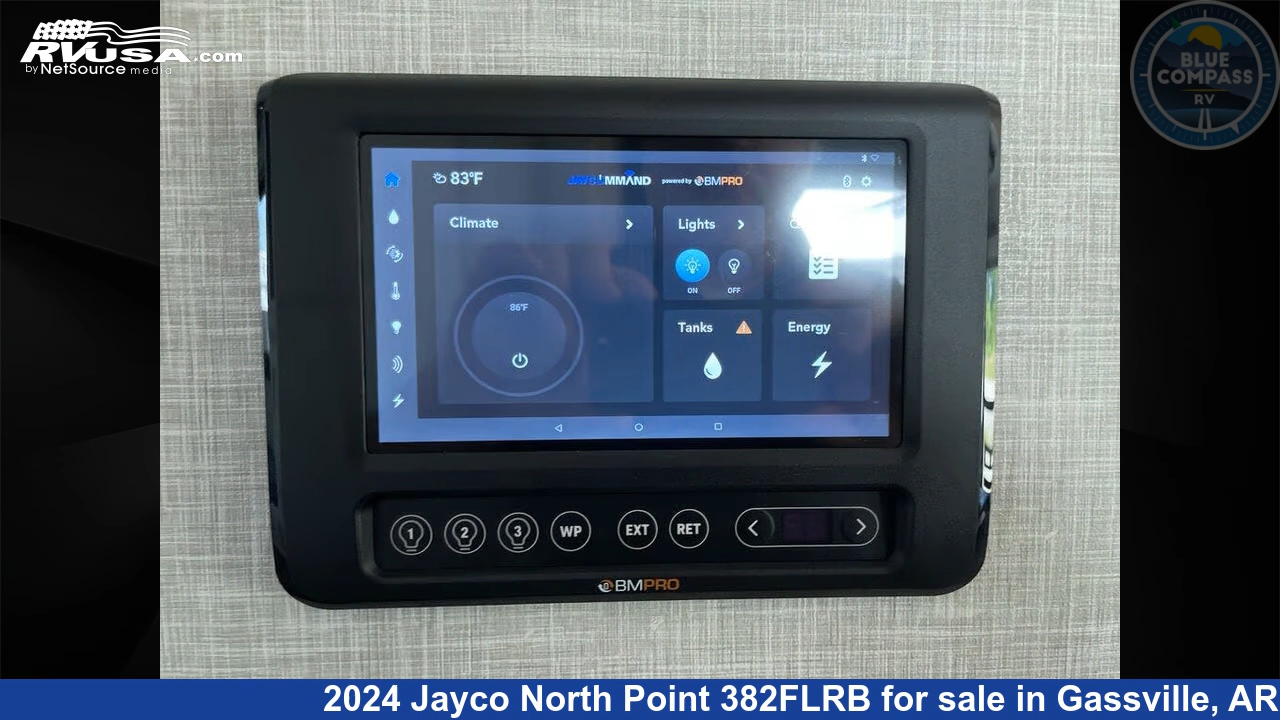 RVUSA.com
by NetSource media
BLUE
COMPASS
RV
83°F
JAYCOMMAND powered by BMPRO
Climate
Lights
86°F
ON
OFF
Tanks
Energy
1
2
3
WP
EXT
RET
BMPRO
2024 Jayco North Point 382FLRB for sale in Gassville, AR